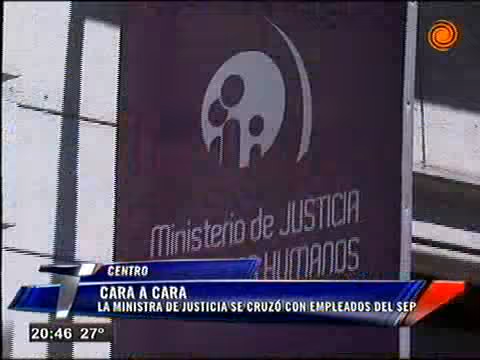 Ministerio de JUSTICIA
HUMANOS
CENTRO
CARA A CARA
LA MINISTRA DE JUSTICIA SE CRUZÓ CON EMPLEADOS DEL SEP
20:46 27°